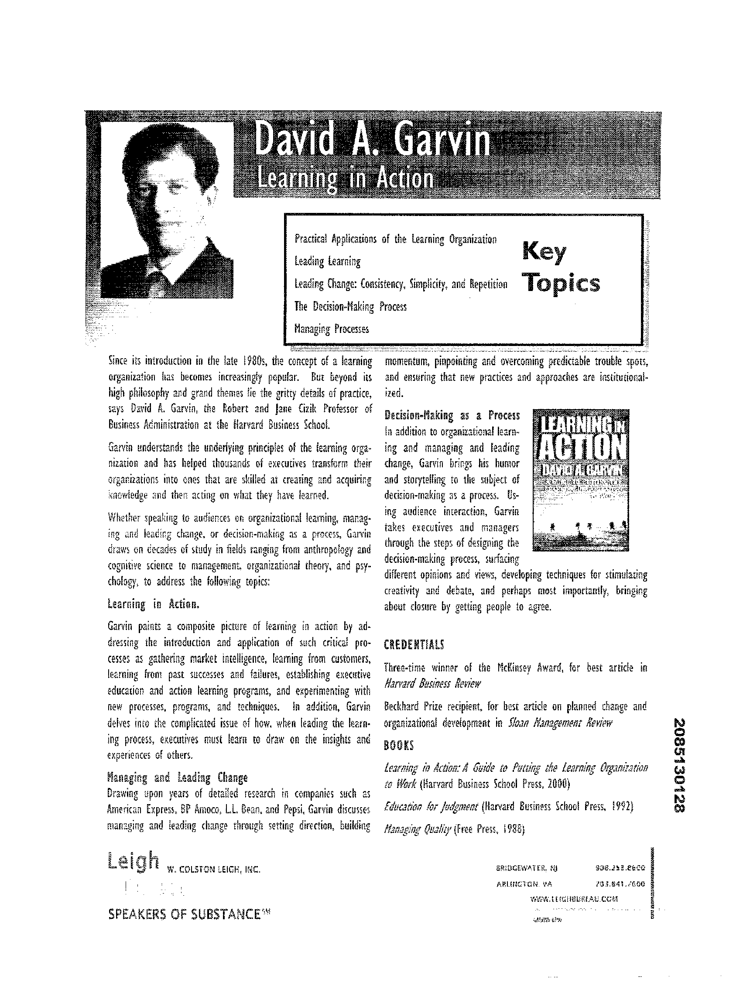 David A. Garvin
Learning in Action
Practical Applications of the Learning Organization
Leading Learning
Leading Change: Consistency, Simplicity, and Repetition
The Decision-Making Process
Managing Processes
Key
Topics
Since its introduction in the late 1980s, the concept of a learning
organization has becomes increasingly popular. But beyond its
high philosophy and grand themes lie the gritty details of practice,
says David A. Garvin, the Robert and Jane Cizik Professor of
Business Administration at the Harvard Business School.
Garvin understands the underlying principles of the learning orga-
nization and has helped thousands of executives transform their
organizations into ones that are skilled at creating and acquiring
knowledge and then acting on what they have learned.
Whether speaking to audiences on organizational learning, manag-
ing and leading change, or decision-making as a process, Garvin
draws on decades of study in fields ranging from anthropology and
cognitive science to management, organizational theory, and psy-
chology, to address the following topics:
Learning in Action.
Garvin paints a composite picture of learning in action by ad-
dressing the introduction and application of such critical pro-
cesses as gathering market intelligence, learning from customers,
learning from past successes and failures, establishing executive
education and action learning programs, and experimenting with
new processes, programs, and techniques. In addition, Garvin
delves into the complicated issue of how, when leading the learn-
ing process, executives must learn to draw on the insights and
experiences of others.
Managing and Leading Change
Drawing upon years of detailed research in companies such as
American Express, BP Amoco, L.L. Bean, and Pepsi, Garvin discusses
managing and leading change through setting direction, building
momentum, pinpointing and overcoming predictable trouble spots,
and ensuring that new practices and approaches are institutional-
ized.
Decision-Making as a Process
In addition to organizational learn-
ing and managing and leading
change, Garvin brings his humor
and storytelling to the subject of
decision-making as a process. Us-
ing audience interaction, Garvin
takes executives and managers
through the steps of designing the
decision-making process, surfacing
different opinions and views, developing techniques for stimulating
creativity and debate, and perhaps most importantly, bringing
about closure by getting people to agree.
LEARNING IN
ACTION
DAVID A. GARVIN
CREDENTIALS
Three-time winner of the McKinsey Award, for best article in
Harvard Business Review
Beckhard Prize recipient, for best article on planned change and
organizational development in Sloan Management Review
BOOKS
Learning in Action: A Guide to Putting the Learning Organization
to Work (Harvard Business School Press, 2000)
Education for Judgment (Harvard Business School Press, 1992)
Managing Quality (Free Press, 1988)
Leigh W. COLSTON LEIGH, INC.
SPEAKERS OF SUBSTANCE℠
BRIDGEWATER, NJ 908.253.8600
ARLINGTON, VA 703.841.7600
WWW.LEIGHBUREAU.COM
2085130128